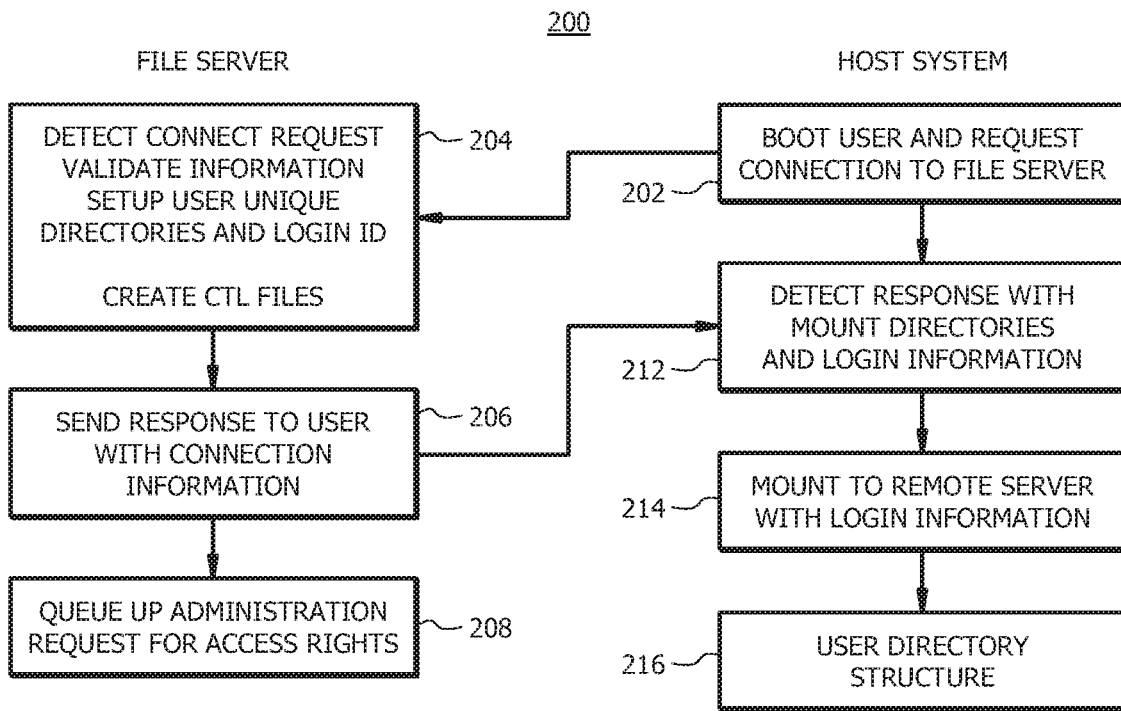 200
FILE SERVER
HOST SYSTEM
DETECT CONNECT REQUEST
VALIDATE INFORMATION
SETUP USER UNIQUE
DIRECTORIES AND LOGIN ID
CREATE CTL FILES
204
BOOT USER AND REQUEST
CONNECTION TO FILE SERVER
202
DETECT RESPONSE WITH
MOUNT DIRECTORIES
AND LOGIN INFORMATION
212
SEND RESPONSE TO USER
WITH CONNECTION
INFORMATION
206
MOUNT TO REMOTE SERVER
WITH LOGIN INFORMATION
214
QUEUE UP ADMINISTRATION
REQUEST FOR ACCESS RIGHTS
208
USER DIRECTORY
STRUCTURE
216